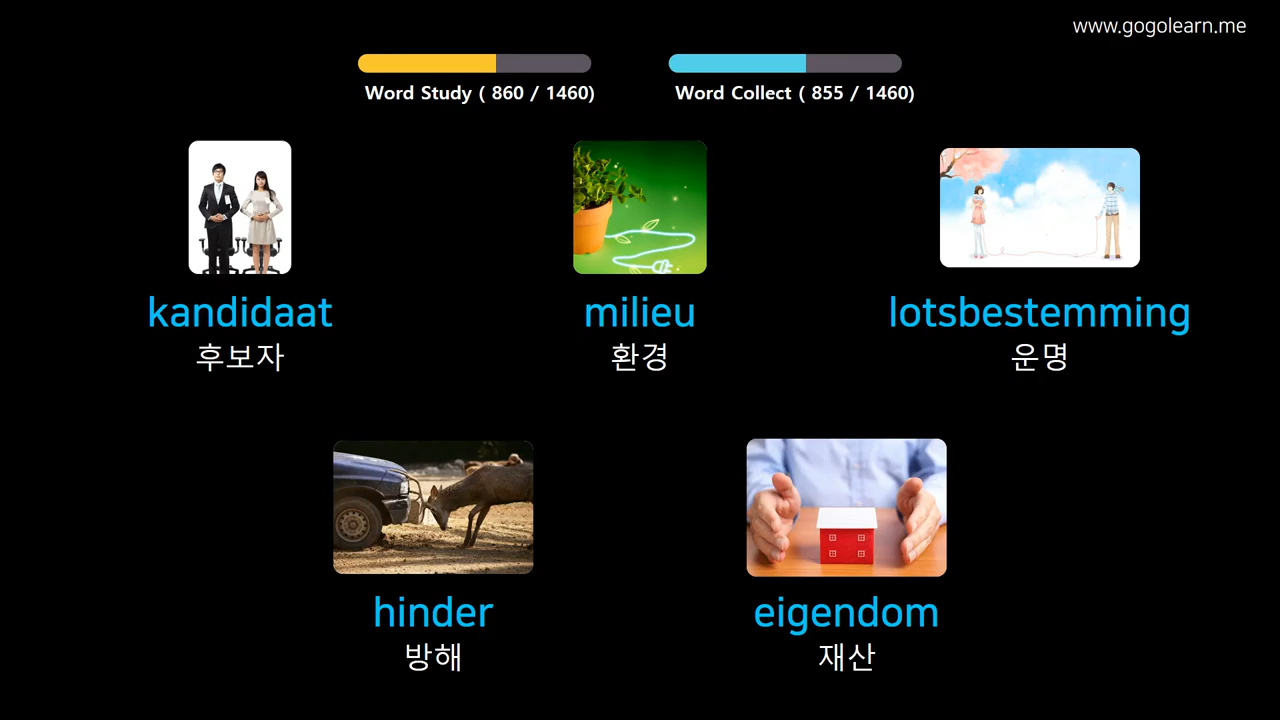 www.gogolearn.me
Word Study ( 860 / 1460)
Word Collect ( 855 / 1460)
kandidaat
후보자
milieu
환경
lotsbestemming
운명
hinder
방해
eigendom
재산